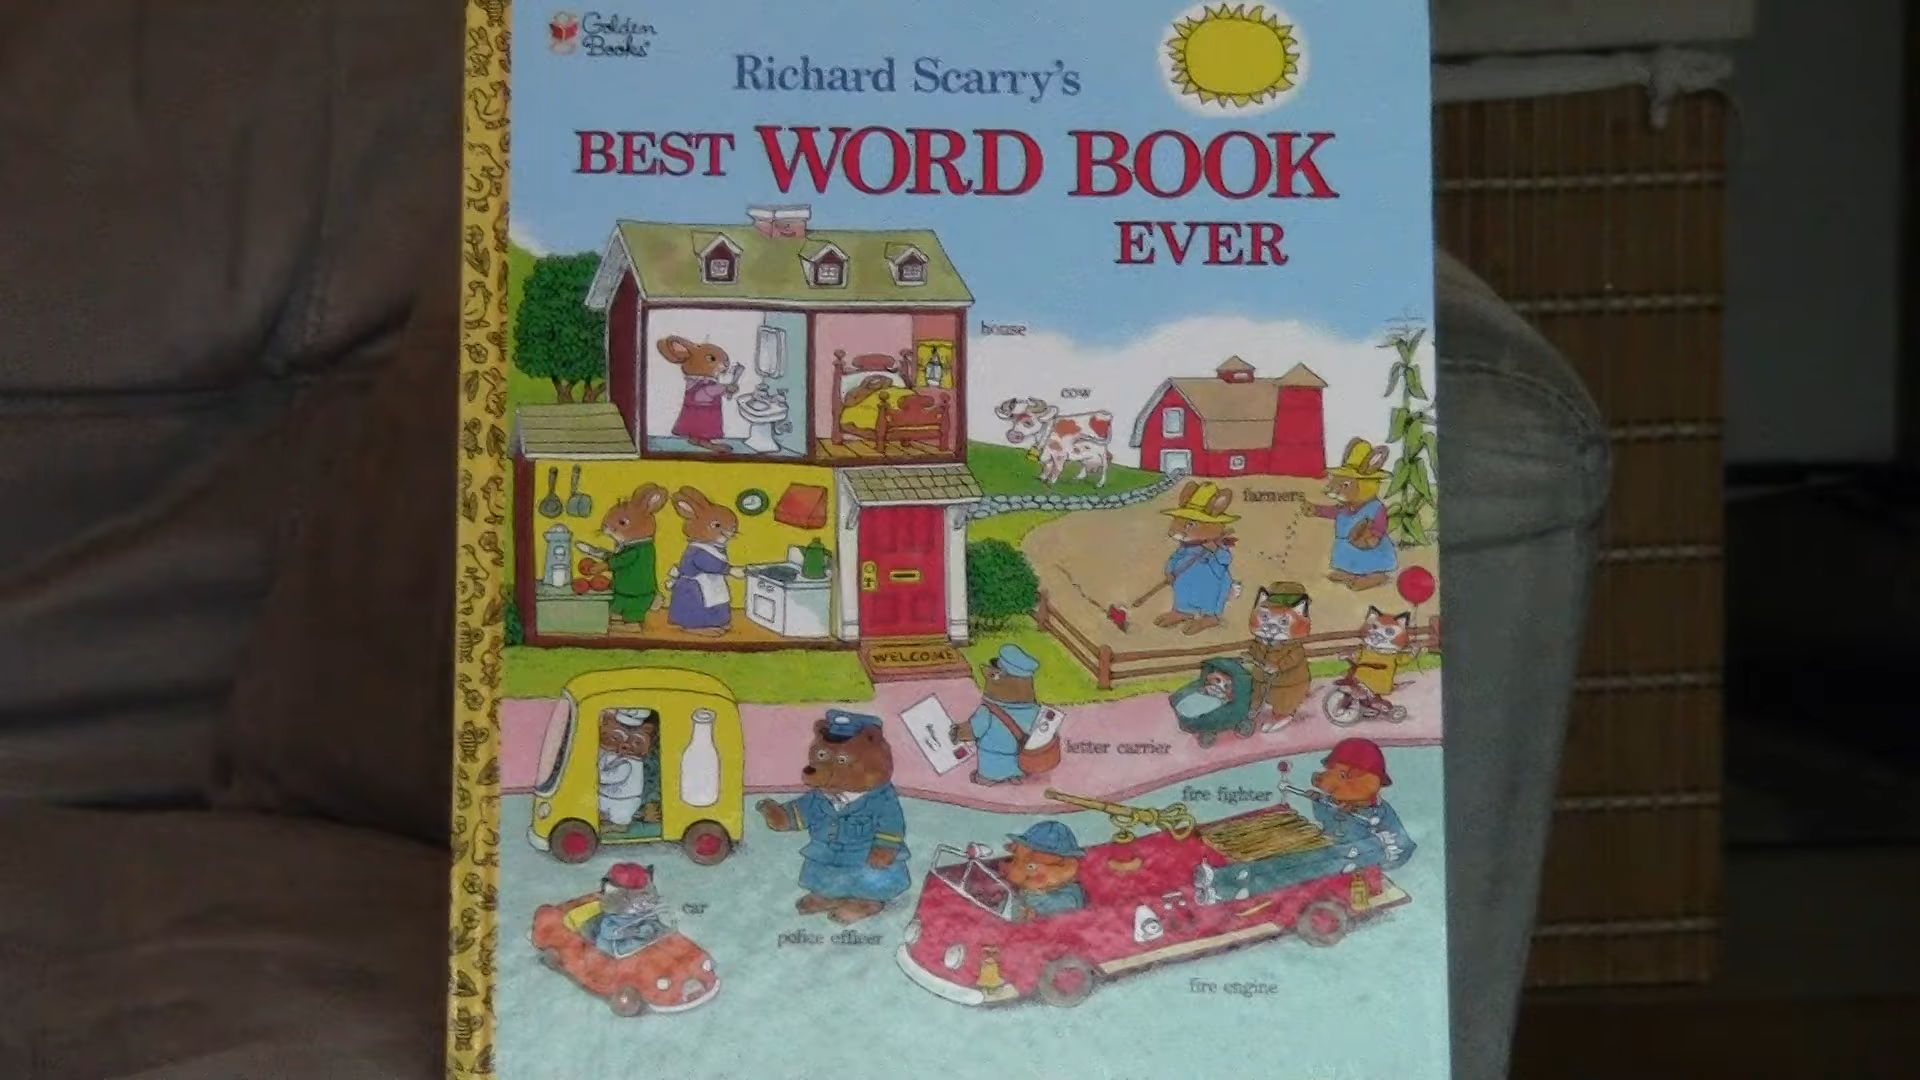 Golden
Books
Richard Scarry's
BEST WORD BOOK
EVER
house
cow
farmers
WELCOME
letter carrier
fire fighter
car
police officer
fire engine